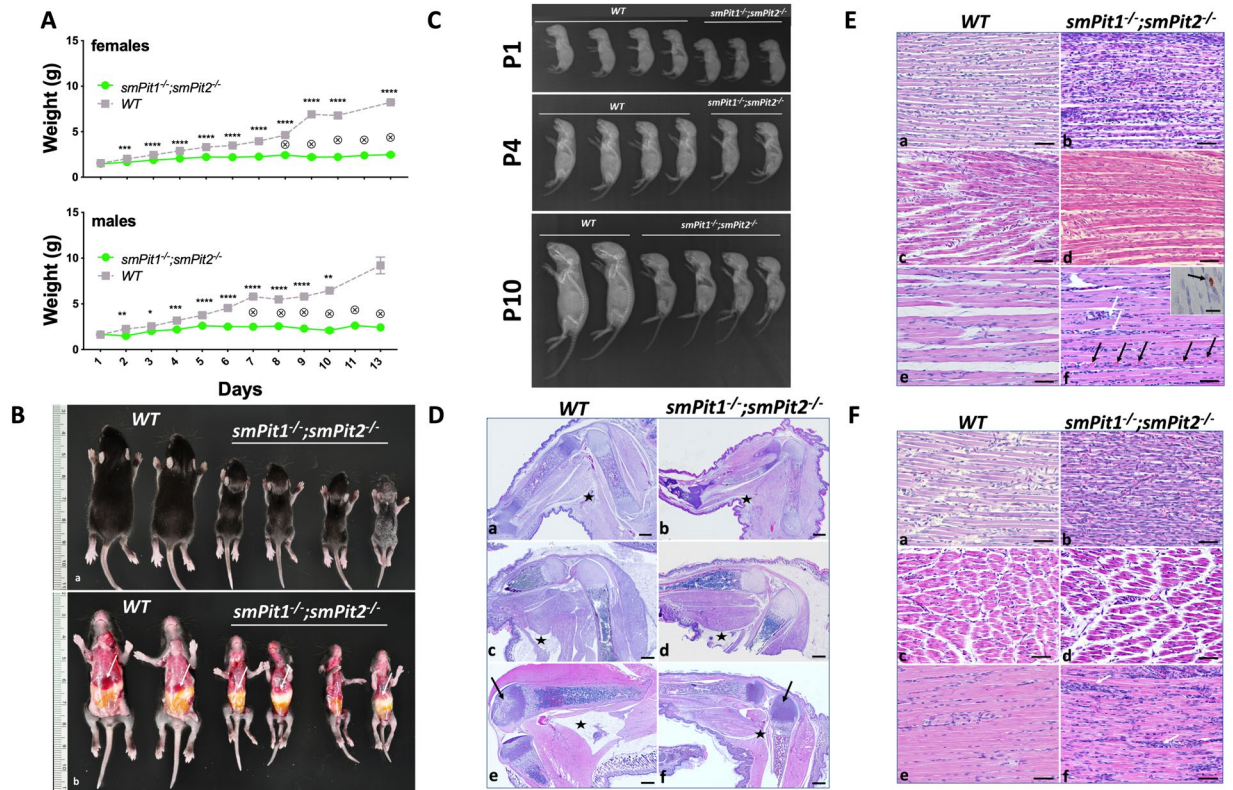 A
females
Weight (g)
15
10
5
0
smPit1-/-;smPit2-/-
WT
*** **** **** **** **** **** **** **** **** ****
⊗ ⊗ ⊗ ⊗ ⊗
males
Weight (g)
15
10
5
0
smPit1-/-;smPit2-/-
WT
** * *** **** **** **** **** **** **
⊗ ⊗ ⊗ ⊗ ⊗ ⊗
1 2 3 4 5 6 7 8 9 10 11 13
Days
B
WT
smPit1-/-;smPit2-/-
a
WT
smPit1-/-;smPit2-/-
b
C
P1
WT
smPit1-/-;smPit2-/-
P4
WT
smPit1-/-;smPit2-/-
P10
WT
smPit1-/-;smPit2-/-
D
WT
smPit1-/-;smPit2-/-
a
b
c
d
e
f
E
WT
smPit1-/-;smPit2-/-
a
b
c
d
e
f
F
WT
smPit1-/-;smPit2-/-
a
b
c
d
e
f